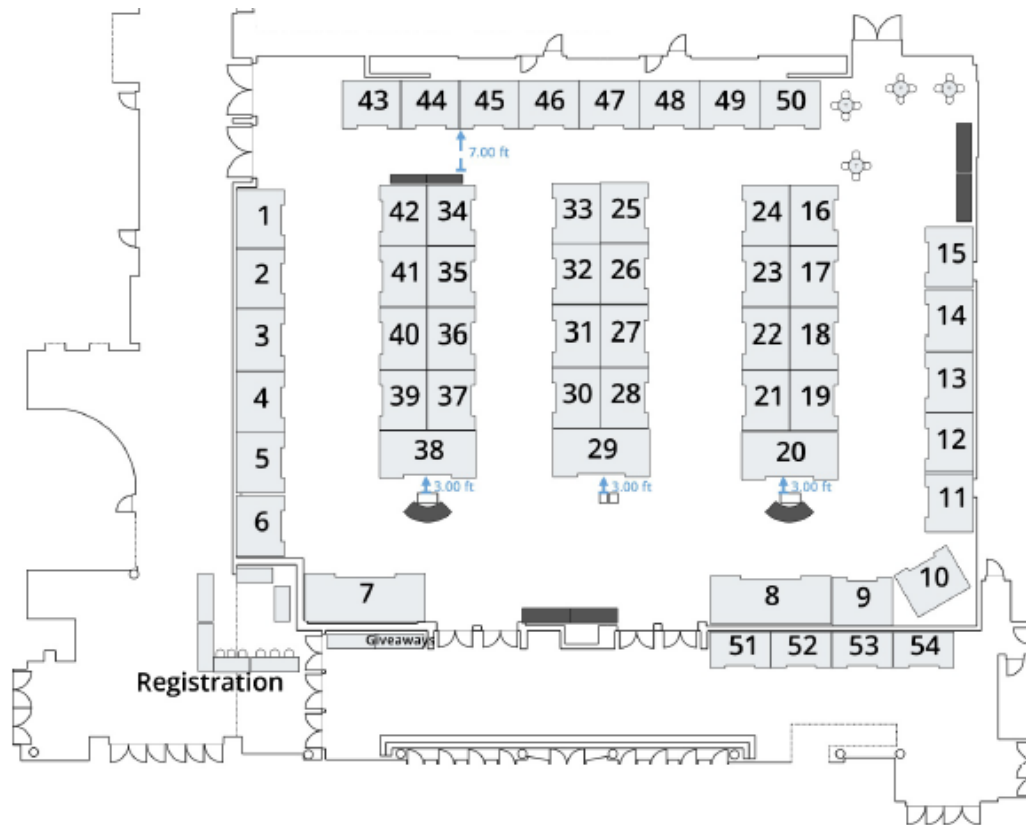 43 44 45 46 47 48 49 50
7.00 ft
1 42 34 33 25 24 16
15
2 41 35 32 26 23 17
14
3 40 36 31 27 22 18
13
4 39 37 30 28 21 19
12
5 38 29 20
3.00 ft 3.00 ft 3.00 ft
11
6
10
7 8 9
Giveaways
51 52 53 54
Registration